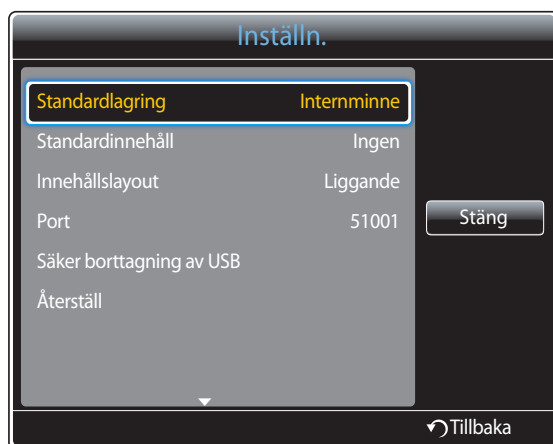 Inställn.
Standardlagring Internminne
Standardinnehåll Ingen
Innehållslayout Liggande
Port 51001
Säker borttagning av USB
Återställ
Stäng
Tillbaka